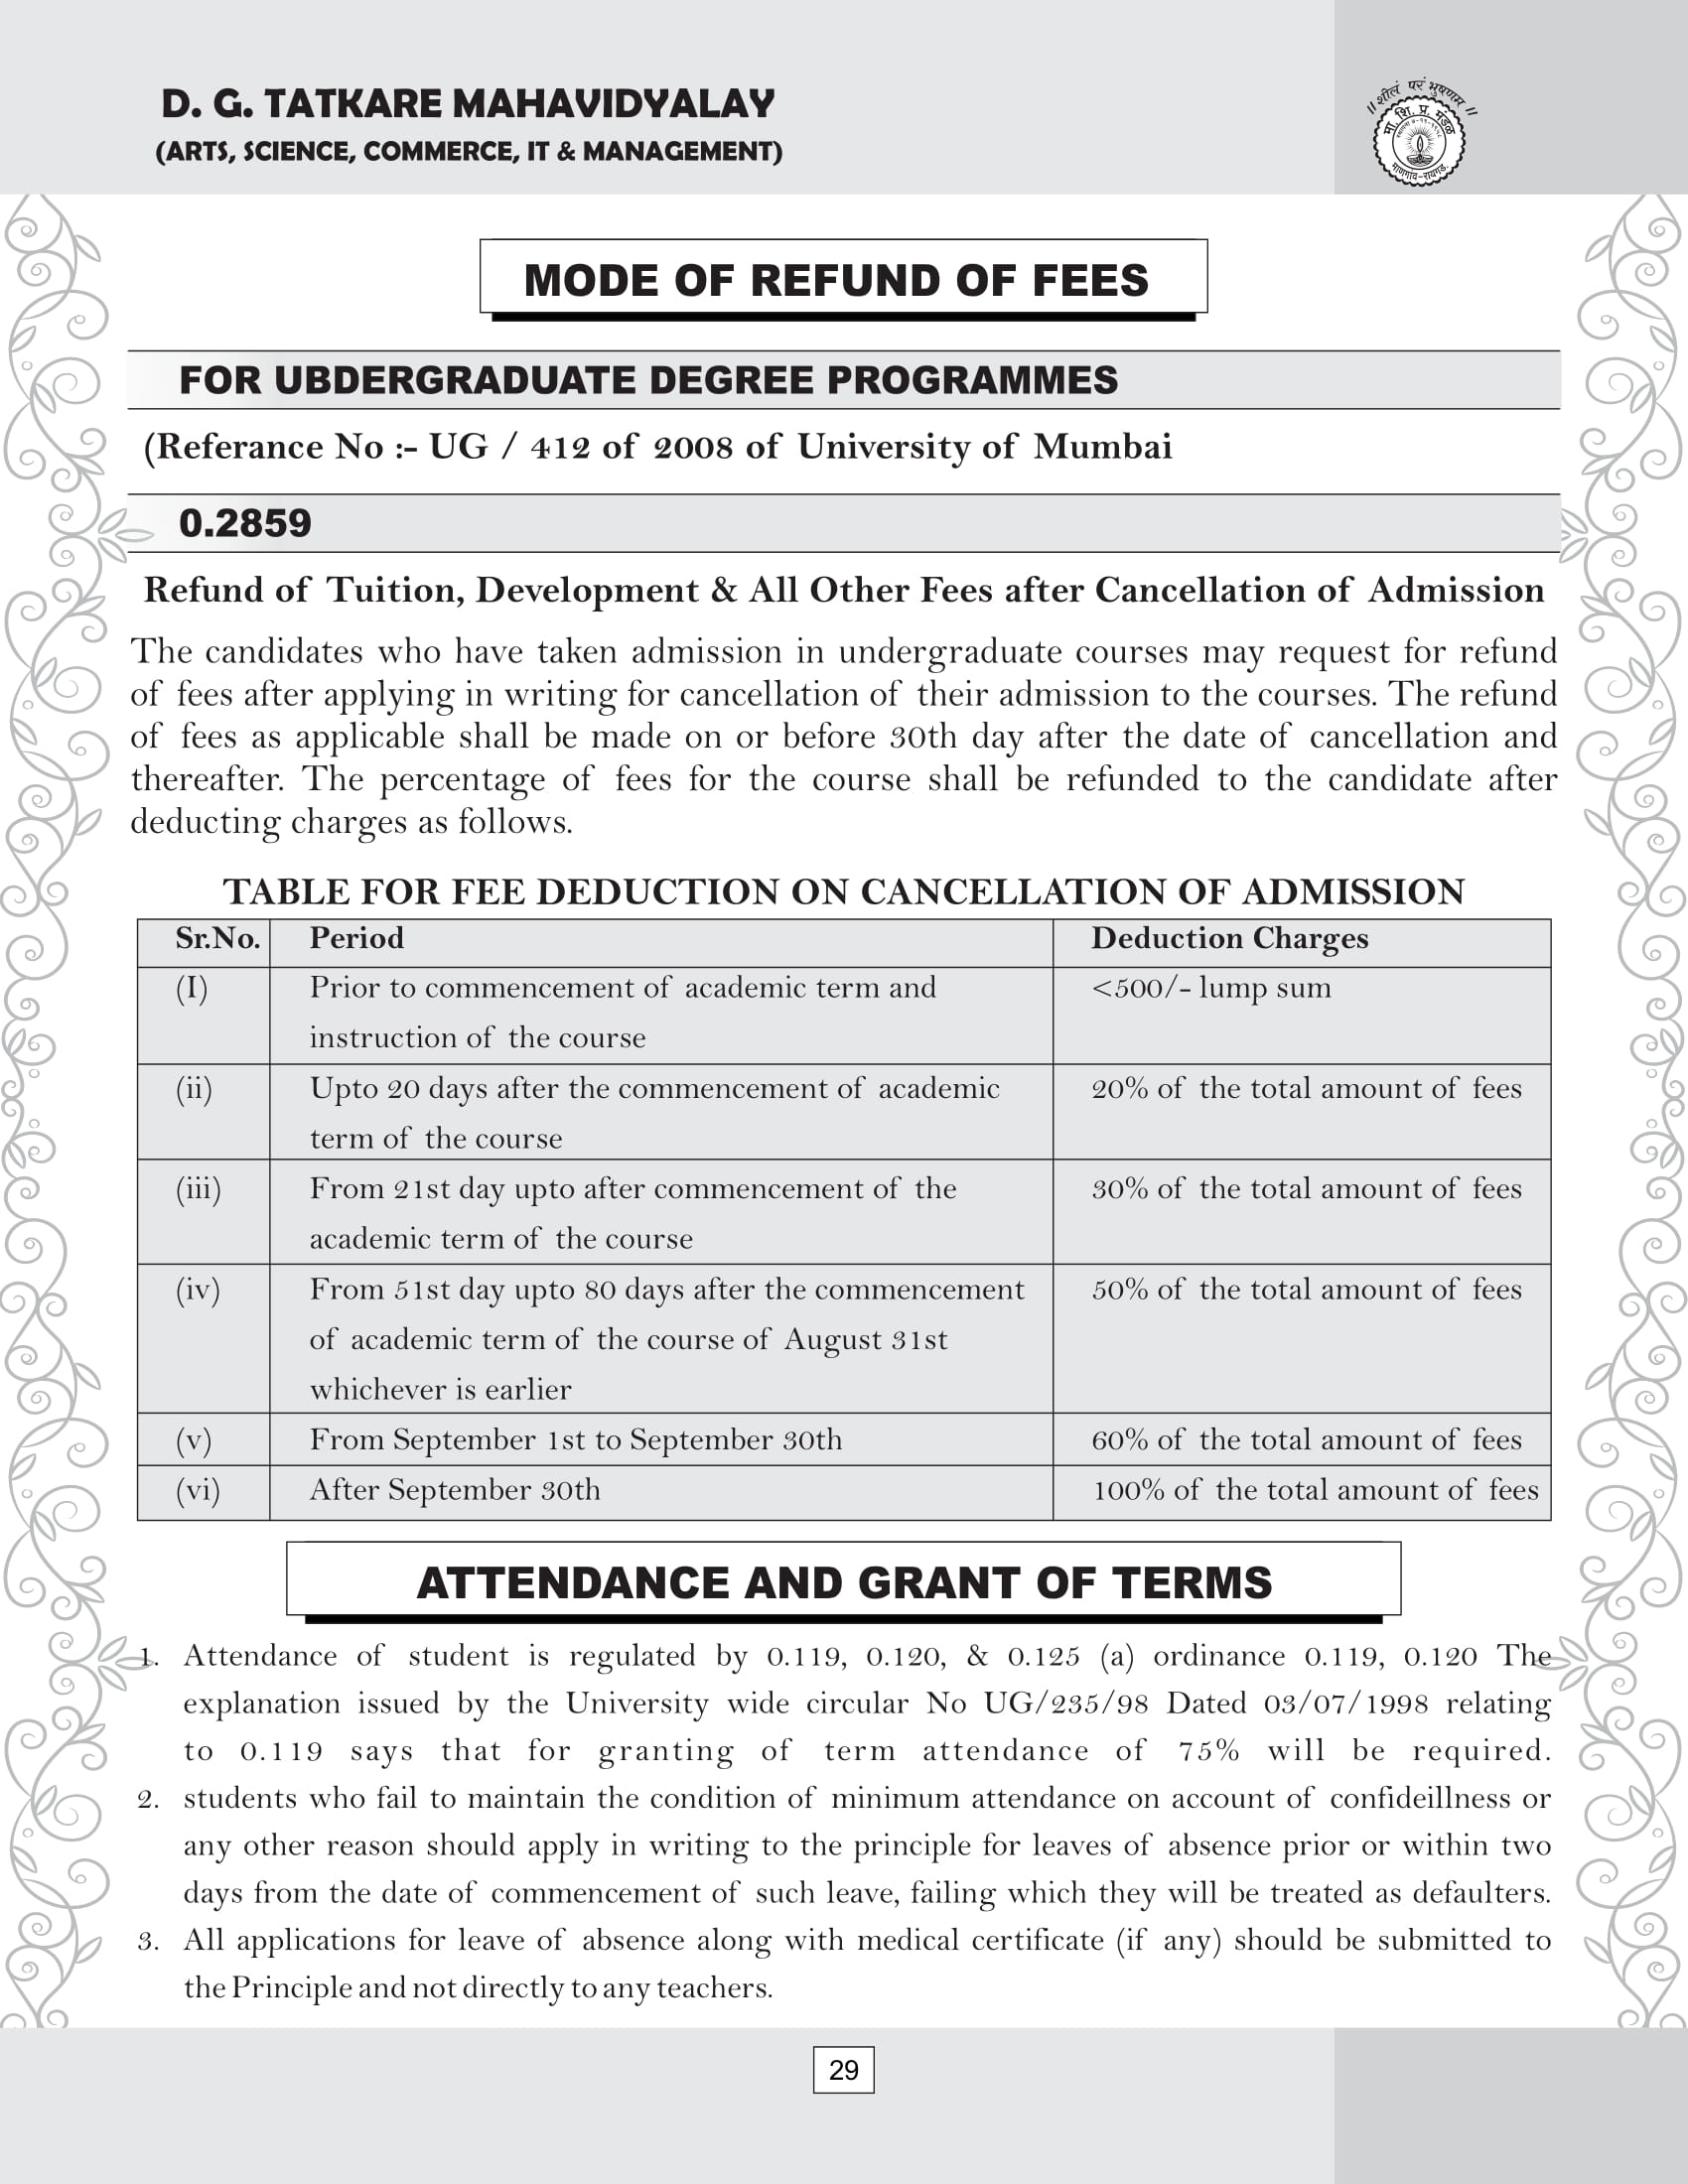 D. G. TATKARE MAHAVIDYALAY
(ARTS, SCIENCE, COMMERCE, IT & MANAGEMENT)
॥ शीलं परं भुषणम ॥
मा. शि. प्र. मंडळ
माणगांव-रायगड.
MODE OF REFUND OF FEES
FOR UBDERGRADUATE DEGREE PROGRAMMES
(Referance No :- UG / 412 of 2008 of University of Mumbai
0.2859
Refund of Tuition, Development & All Other Fees after Cancellation of Admission
The candidates who have taken admission in undergraduate courses may request for refund
of fees after applying in writing for cancellation of their admission to the courses. The refund
of fees as applicable shall be made on or before 30th day after the date of cancellation and
thereafter. The percentage of fees for the course shall be refunded to the candidate after
deducting charges as follows.
TABLE FOR FEE DEDUCTION ON CANCELLATION OF ADMISSION
Sr.No. Period Deduction Charges
(I) Prior to commencement of academic term and <500/- lump sum
instruction of the course
(ii) Upto 20 days after the commencement of academic 20% of the total amount of fees
term of the course
(iii) From 21st day upto after commencement of the 30% of the total amount of fees
academic term of the course
(iv) From 51st day upto 80 days after the commencement 50% of the total amount of fees
of academic term of the course of August 31st
whichever is earlier
(v) From September 1st to September 30th 60% of the total amount of fees
(vi) After September 30th 100% of the total amount of fees
ATTENDANCE AND GRANT OF TERMS
1. Attendance of student is regulated by 0.119, 0.120, & 0.125 (a) ordinance 0.119, 0.120 The
explanation issued by the University wide circular No UG/235/98 Dated 03/07/1998 relating
to 0.119 says that for granting of term attendance of 75% will be required.
2. students who fail to maintain the condition of minimum attendance on account of confideillness or
any other reason should apply in writing to the principle for leaves of absence prior or within two
days from the date of commencement of such leave, failing which they will be treated as defaulters.
3. All applications for leave of absence along with medical certificate (if any) should be submitted to
the Principle and not directly to any teachers.
29